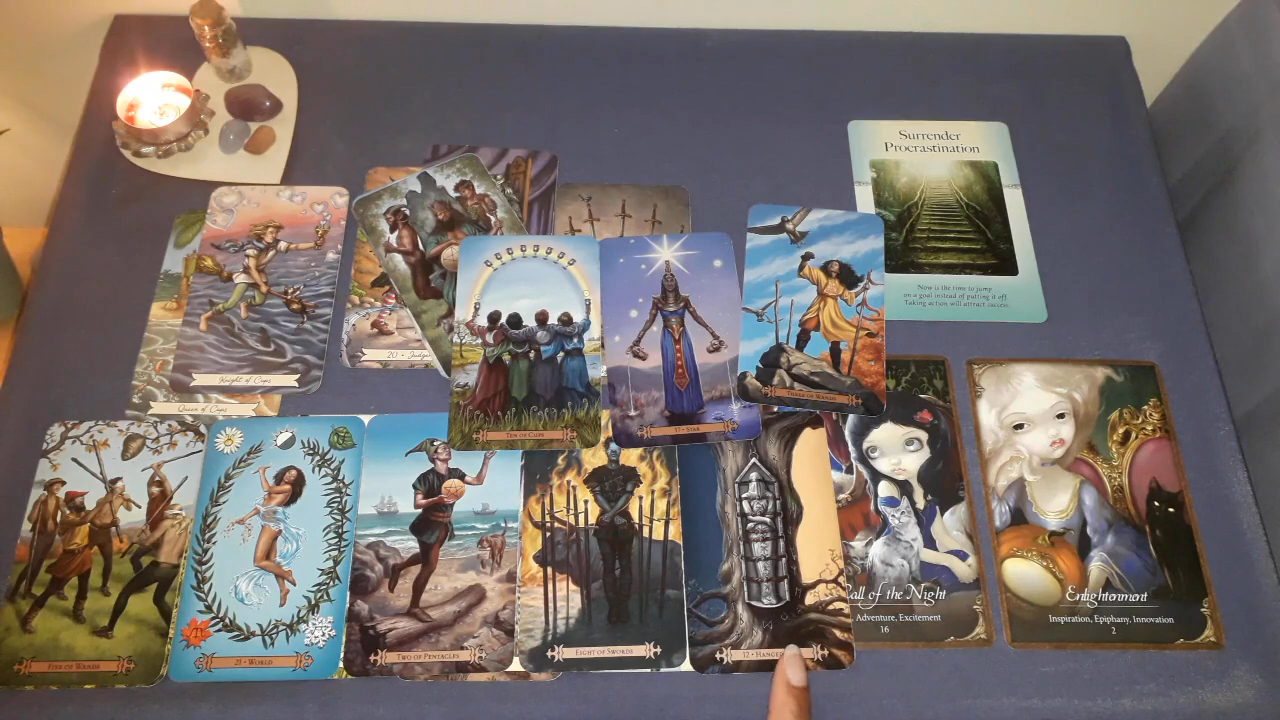 Surrender
Procrastination
Now is the time to jump
on a goal instead of putting it off.
Taking action will attract success.
Knight of Cups
Queen of Cups
20 • Judge
TEN OF CUPS
17 • STAR
THREE OF WANDS
FIVE OF WANDS
21 • WORLD
TWO OF PENTACLES
EIGHT OF SWORDS
12 • HANGED
Call of the Night
Adventure, Excitement
16
Enlightenment
Inspiration, Epiphany, Innovation
2